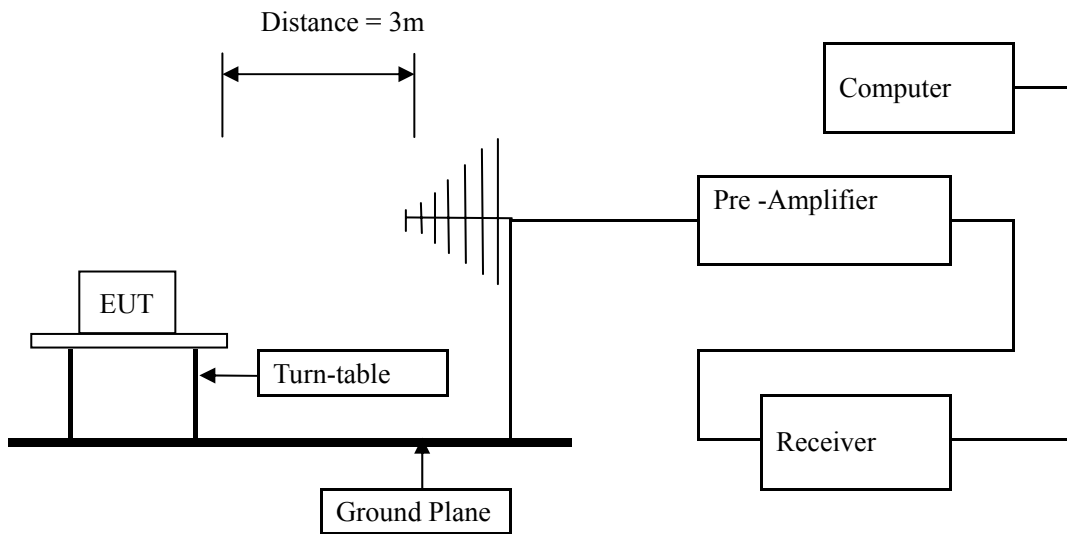 Distance = 3m
Computer
Pre -Amplifier
EUT
Turn-table
Receiver
Ground Plane